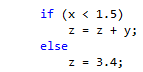 if (x < 1.5)
    z = z + y;
else
    z = 3.4;